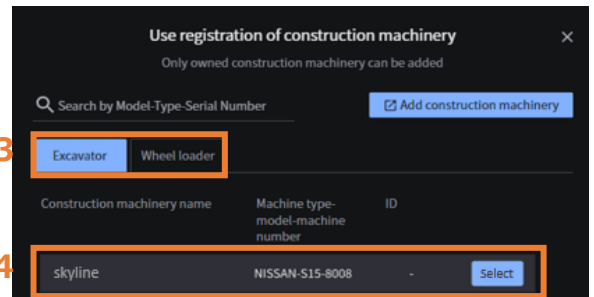 Use registration of construction machinery
Only owned construction machinery can be added
Search by Model-Type-Serial Number
Add construction machinery
3
Excavator
Wheel loader
Construction machinery name
Machine type-
model-machine
number
ID
4
skyline
NISSAN-S15-8008
-
Select